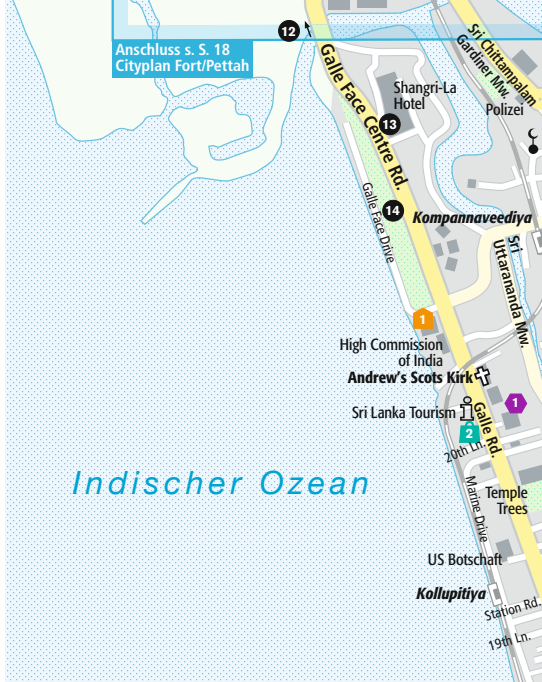 12
Anschluss s. S. 18
Cityplan Fort/Pettah
Galle Face Centre Rd.
Sri Chittampalam
Gardiner Mw.
Shangri-La
Hotel
Polizei
13
Galle Face Drive
14
Kompannaveediya
Sri
Uttarananda Mw.
1
High Commission
of India
Andrew's Scots Kirk
1
Sri Lanka Tourism
2
Galle Rd.
20th Ln.
Indischer Ozean
Marine Drive
Temple
Trees
US Botschaft
Kollupitiya
Station Rd.
19th Ln.